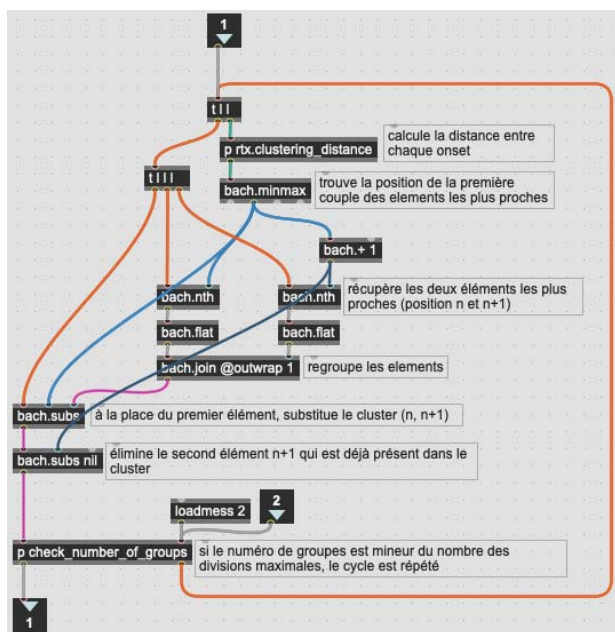 1
t l l
p rtx.clustering_distance
calcule la distance entre
chaque onset
t l l l
bach.minmax
trouve la position de la première
couple des elements les plus
proches
bach.+ 1
bach.nth
bach.nth
récupère les deux éléments les plus
proches (position n et n+1)
bach.flat
bach.flat
bach.join @outwrap 1
regroupe les elements
bach.subs
à la place du premier élément, substitue le cluster (n, n+1)
bach.subs nil
élimine le second élément n+1 qui est déjà présent dans le
cluster
loadmess 2
2
p check_number_of_groups
si le numéro de groupes est mineur du nombre des
divisions maximales, le cycle est répété
1